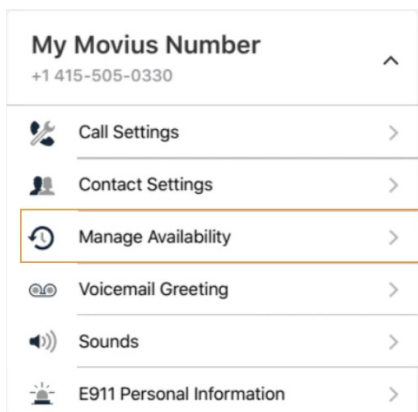 My Movius Number
+1 415-505-0330
Call Settings
Contact Settings
Manage Availability
Voicemail Greeting
Sounds
E911 Personal Information